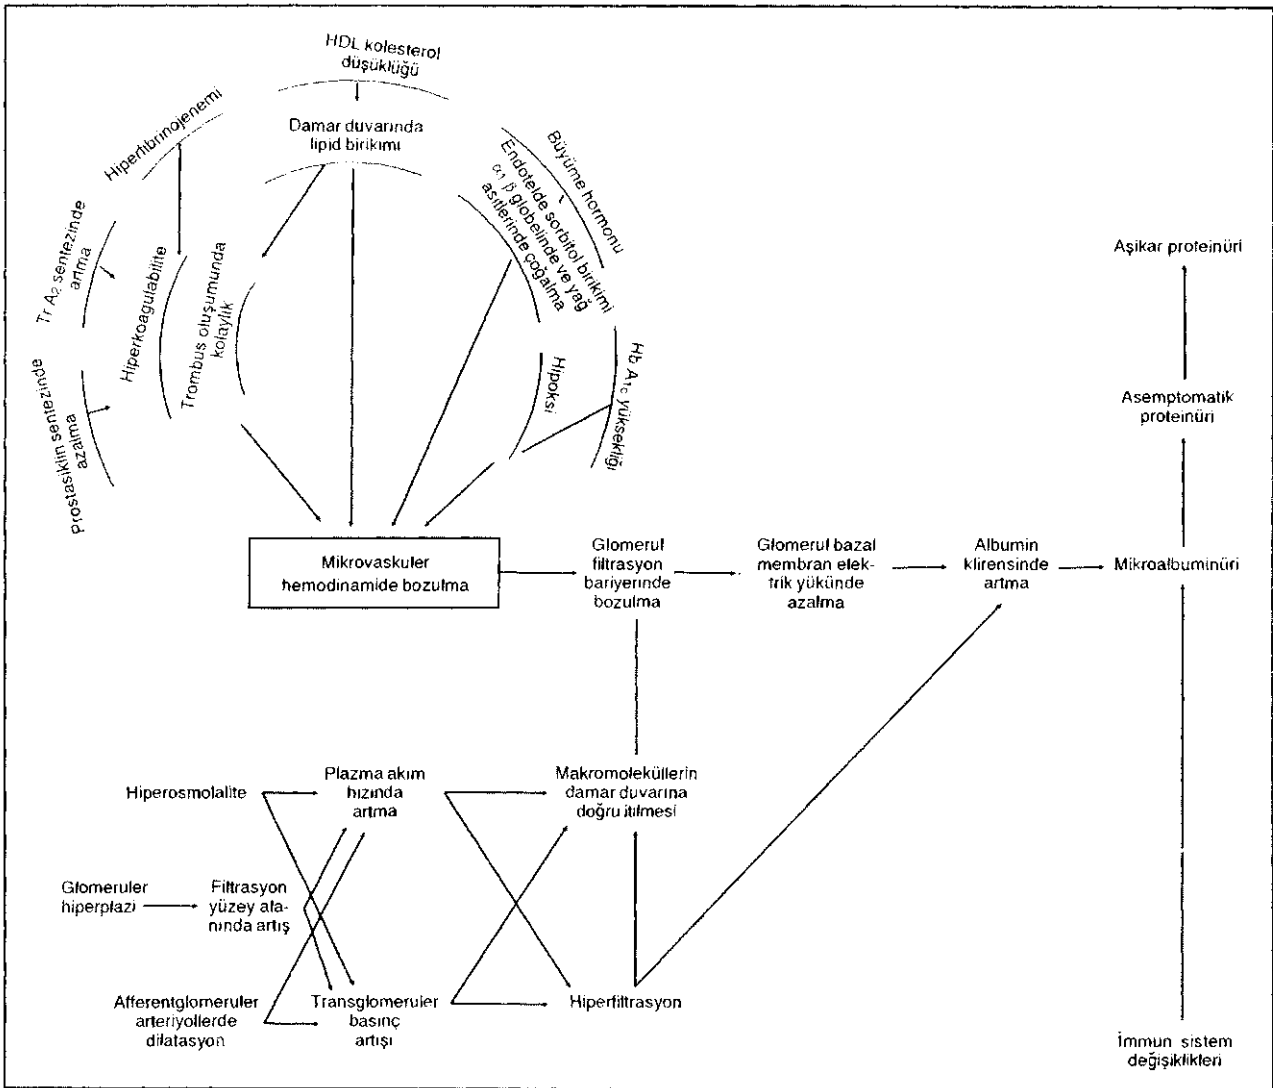 HDL kolesterol
düşüklüğü
Damar duvarında
lipid birikimi
Hiperfibrinojenemi
Tr A₂ sentezinde
artma
Prostasiklin sentezinde
azalma
Hiperkoagulabilite
Trombus oluşumunda
kolaylık
Büyüme hormonu
Endotelde sorbitol birikimi
α₁ β globelinde ve yağ
asitlerinde çoğalma
Hipoksi
Hb A₁c yüksekliği
Mikrovaskuler
hemodinamide bozulma
Glomerul
filtrasyon
bariyerinde
bozulma
Glomerul bazal
membran elek-
trik yükünde
azalma
Albumin
klirensinde
artma
Mikroalbuminüri
Asemptomatik
proteinüri
Aşikar proteinüri
Hiperosmolalite
Plazma akım
hızında
artma
Makromoleküllerin
damar duvarına
doğru itilmesi
Glomeruler
hiperplazi
Filtrasyon
yüzey ala-
nında artış
Afferentglomeruler
arteriyollerde
dilatasyon
Transglomeruler
basınç
artışı
Hiperfiltrasyon
İmmun sistem
değişiklikleri